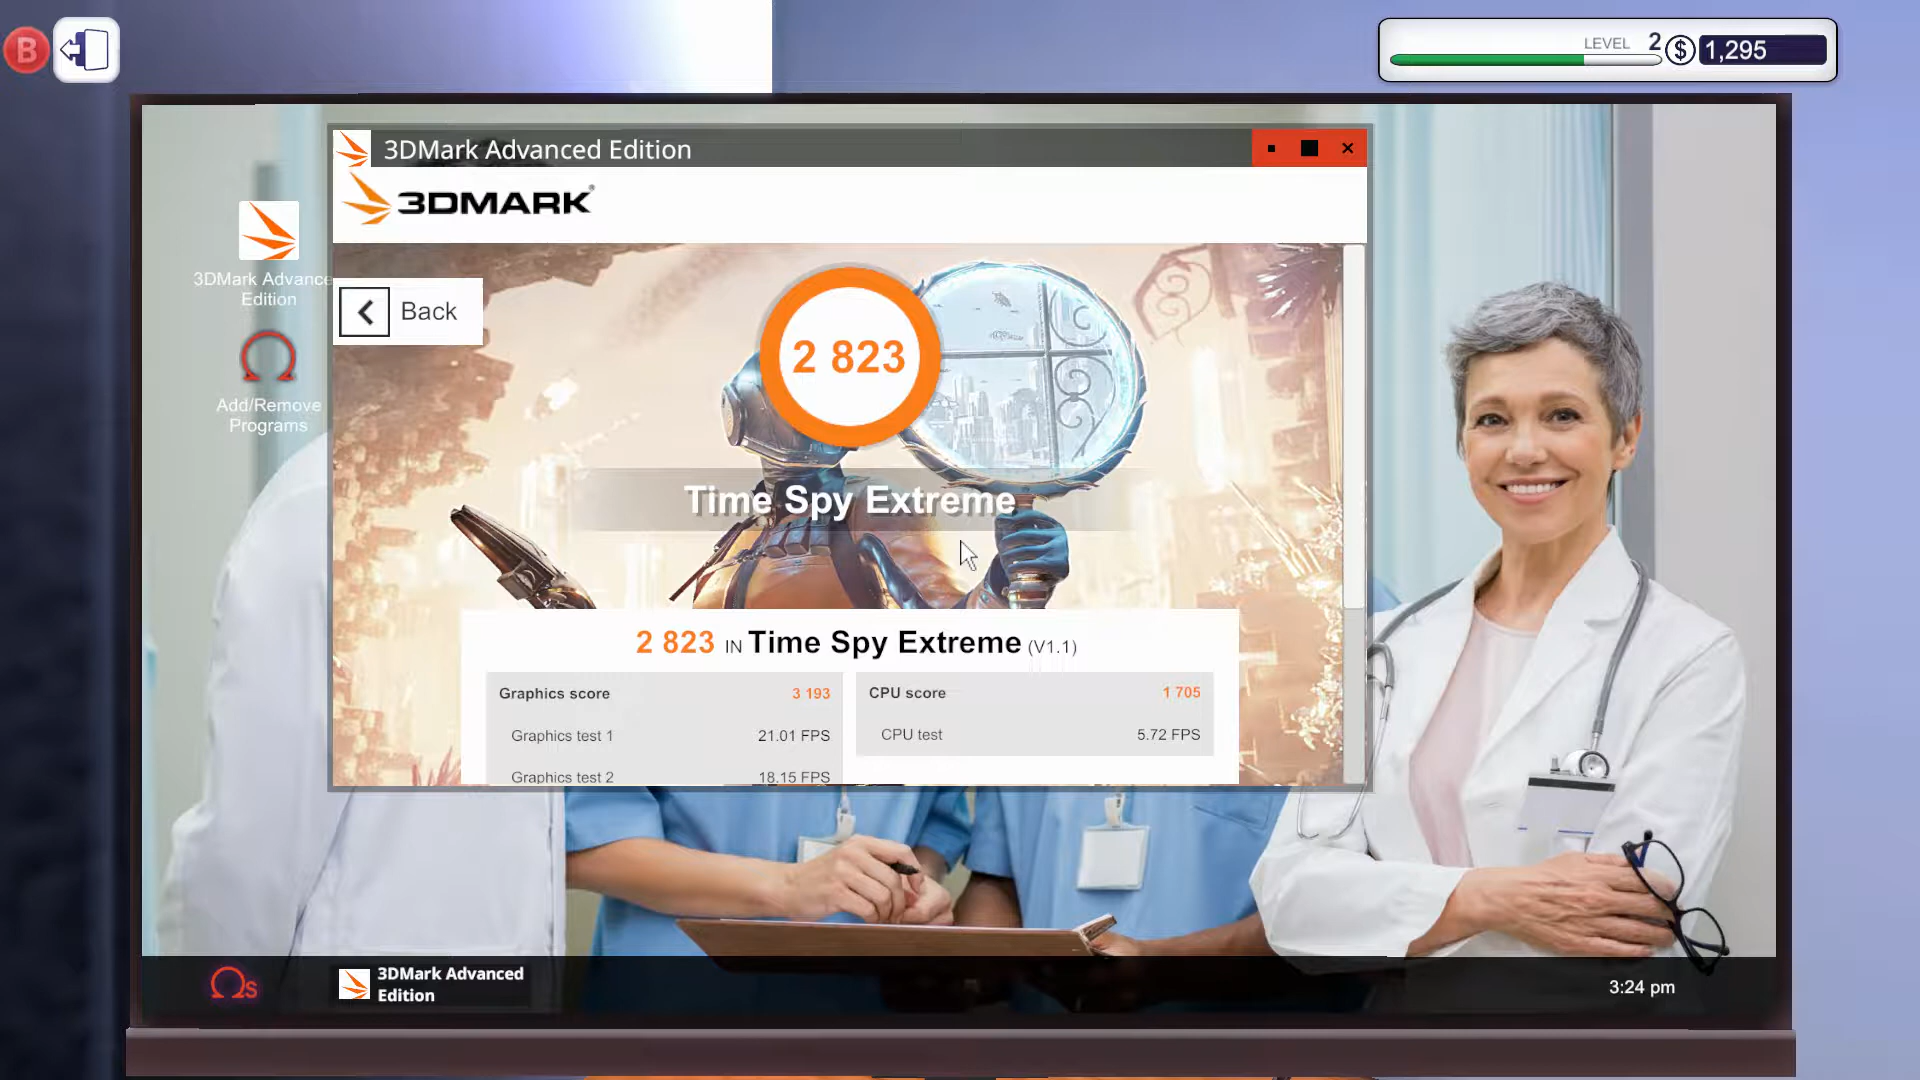 B
LEVEL 2 $ 1,295
3DMark Advanced Edition
3DMARK®
3DMark Advance
Edition
Back
2 823
Add/Remove
Programs
Time Spy Extreme
2 823 IN Time Spy Extreme (V1.1)
Graphics score 3 193
CPU score 1 705
Graphics test 1 21.01 FPS
CPU test 5.72 FPS
Graphics test 2 18.15 FPS
Ωs
3DMark Advanced
Edition
3:24 pm